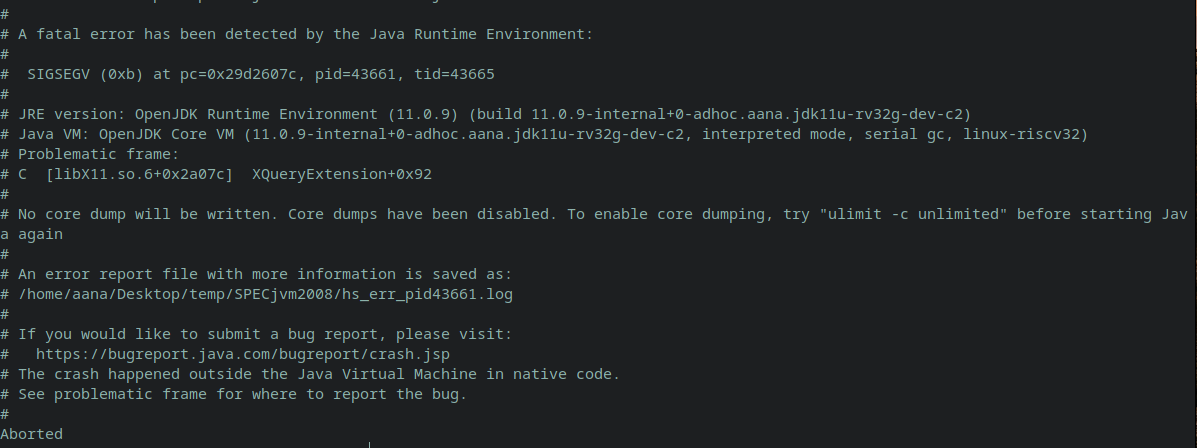 #
# A fatal error has been detected by the Java Runtime Environment:
#
#  SIGSEGV (0xb) at pc=0x29d2607c, pid=43661, tid=43665
#
# JRE version: OpenJDK Runtime Environment (11.0.9) (build 11.0.9-internal+0-adhoc.aana.jdk11u-rv32g-dev-c2)
# Java VM: OpenJDK Core VM (11.0.9-internal+0-adhoc.aana.jdk11u-rv32g-dev-c2, interpreted mode, serial gc, linux-riscv32)
# Problematic frame:
# C  [libX11.so.6+0x2a07c]  XQueryExtension+0x92
#
# No core dump will be written. Core dumps have been disabled. To enable core dumping, try "ulimit -c unlimited" before starting Jav
a again
#
# An error report file with more information is saved as:
# /home/aana/Desktop/temp/SPECjvm2008/hs_err_pid43661.log
#
# If you would like to submit a bug report, please visit:
#   https://bugreport.java.com/bugreport/crash.jsp
# The crash happened outside the Java Virtual Machine in native code.
# See problematic frame for where to report the bug.
#
Aborted